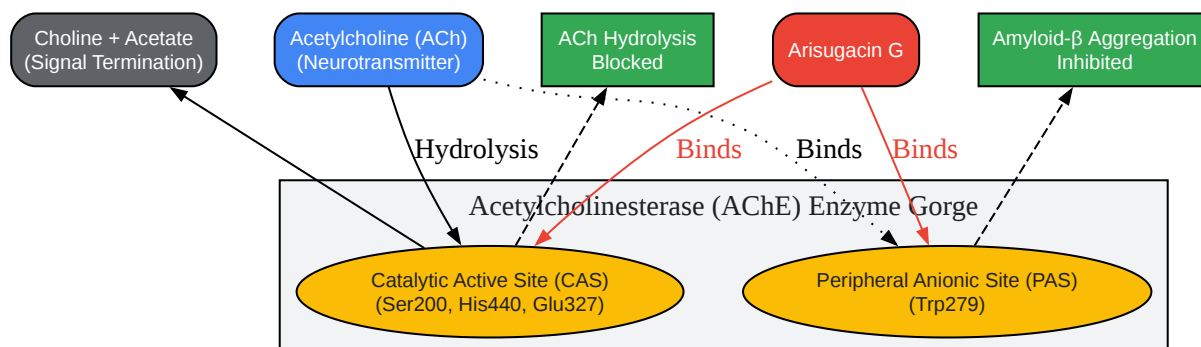 Choline + Acetate
(Signal Termination)
Acetylcholine (ACh)
(Neurotransmitter)
ACh Hydrolysis
Blocked
Arisugacin G
Amyloid-β Aggregation
Inhibited
Hydrolysis
Binds
Binds
Binds
Acetylcholinesterase (AChE) Enzyme Gorge
Catalytic Active Site (CAS)
(Ser200, His440, Glu327)
Peripheral Anionic Site (PAS)
(Trp279)